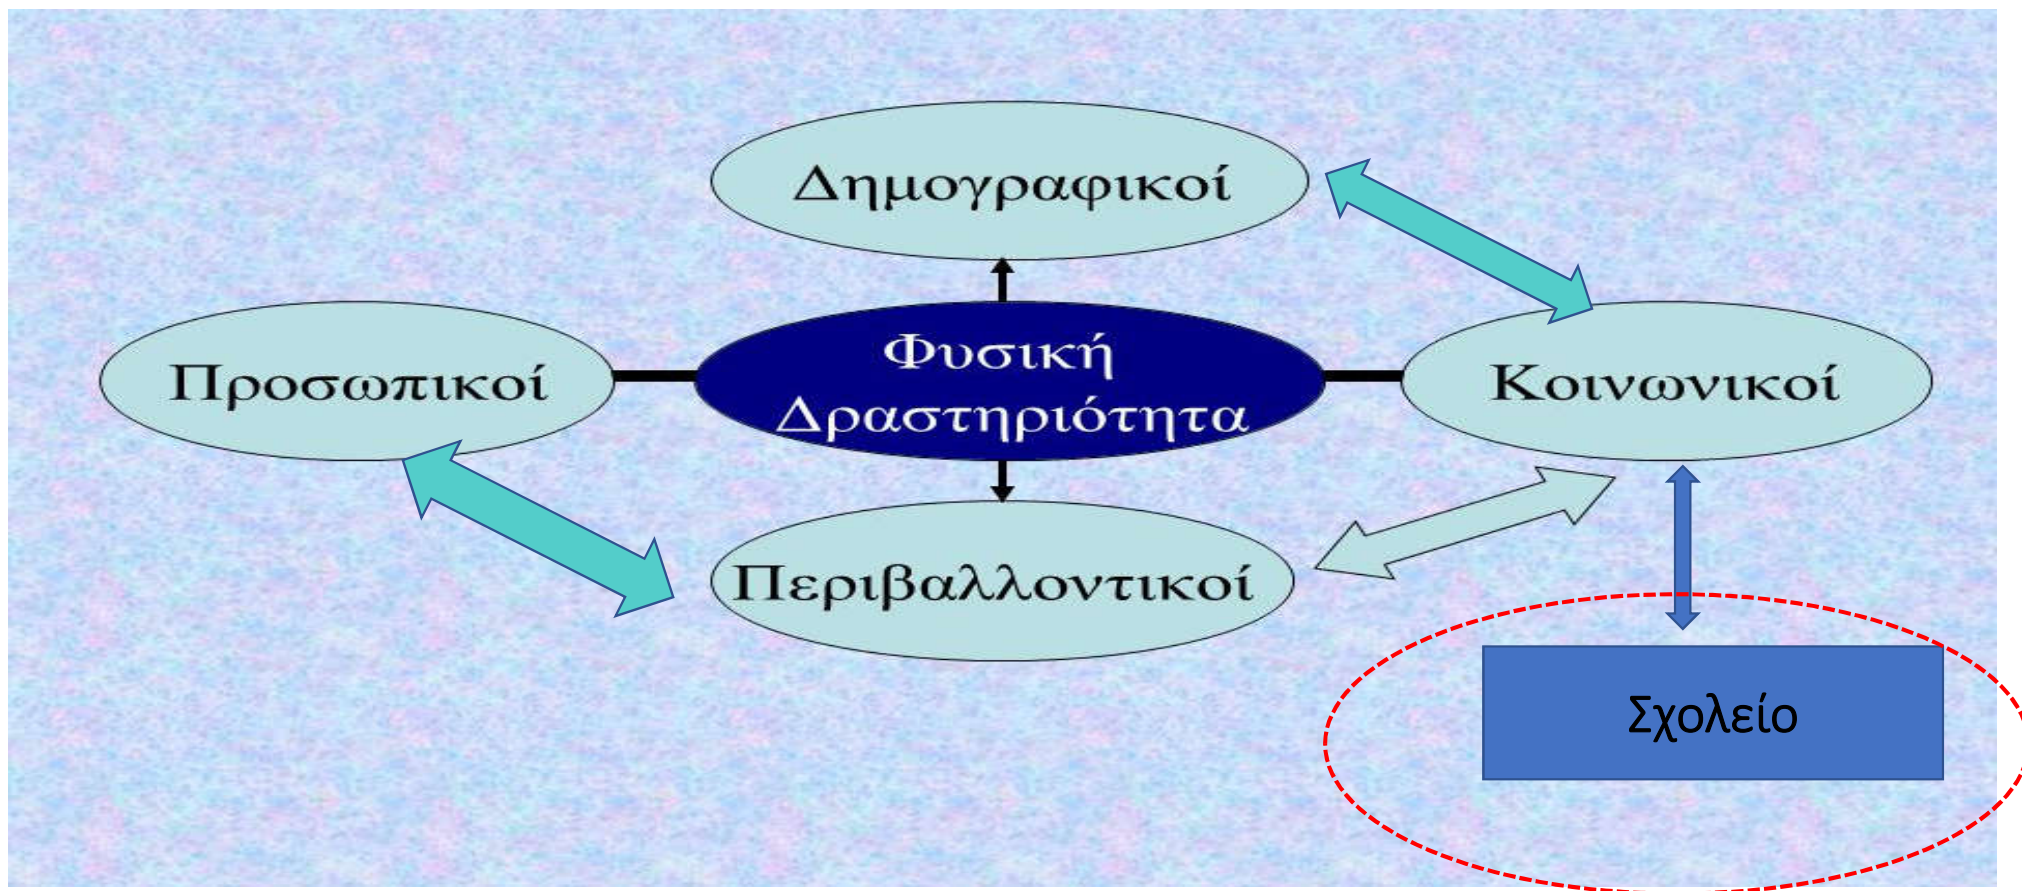 Δημογραφικοί
Προσωπικοί
Φυσική
Δραστηριότητα
Κοινωνικοί
Περιβαλλοντικοί
Σχολείο